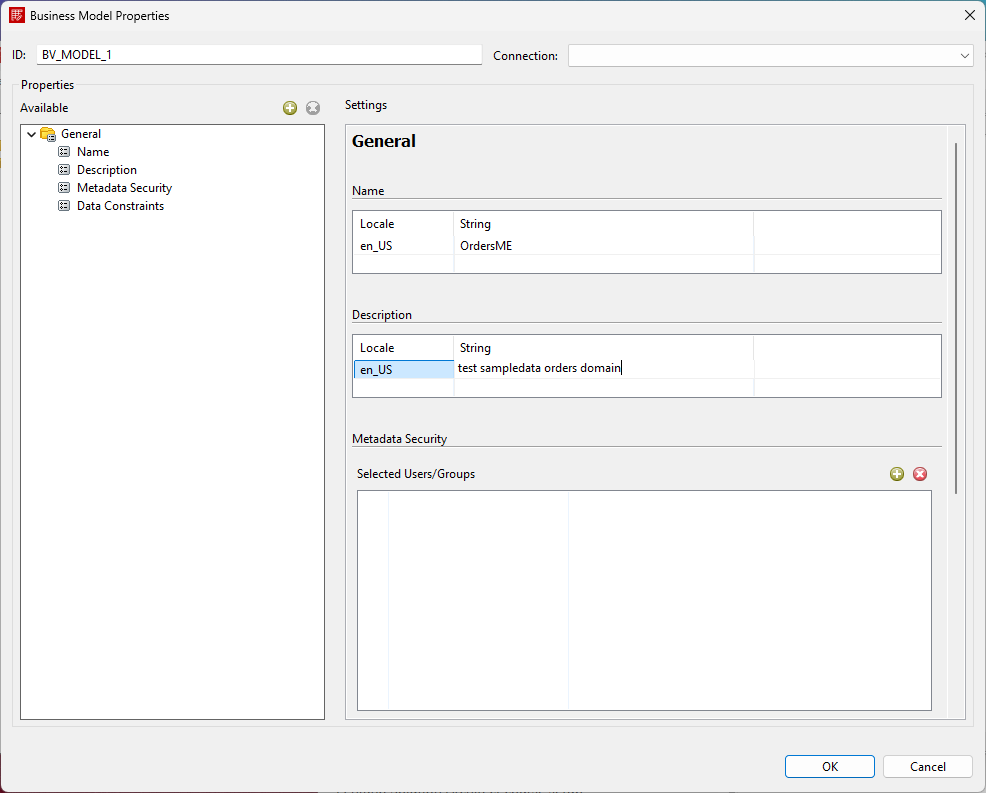 Business Model Properties
ID: BV_MODEL_1 Connection:
Properties
Available
General
Name
Description
Metadata Security
Data Constraints
Settings
General
Name
Locale String
en_US OrdersME
Description
Locale String
en_US test sampledata orders domain
Metadata Security
Selected Users/Groups
OK Cancel